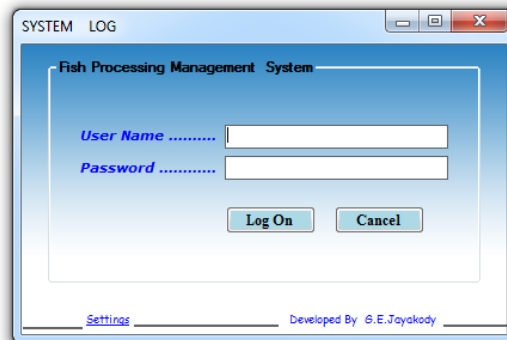 SYSTEM LOG
Fish Processing Management System
User Name ..........
Password ............
Log On Cancel
Settings Developed By G.E.Jayakody